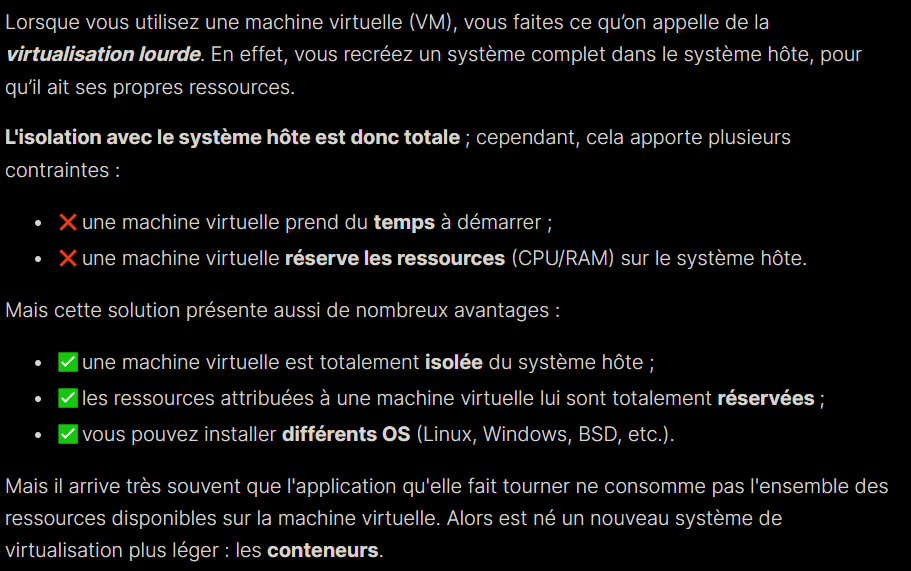 Lorsque vous utilisez une machine virtuelle (VM), vous faites ce qu’on appelle de la
virtualisation lourde. En effet, vous recréez un système complet dans le système hôte, pour
qu’il ait ses propres ressources.
L'isolation avec le système hôte est donc totale ; cependant, cela apporte plusieurs
contraintes :
• ❌ une machine virtuelle prend du temps à démarrer ;
• ❌ une machine virtuelle réserve les ressources (CPU/RAM) sur le système hôte.
Mais cette solution présente aussi de nombreux avantages :
• ✅ une machine virtuelle est totalement isolée du système hôte ;
• ✅ les ressources attribuées à une machine virtuelle lui sont totalement réservées ;
• ✅ vous pouvez installer différents OS (Linux, Windows, BSD, etc.).
Mais il arrive très souvent que l'application qu'elle fait tourner ne consomme pas l'ensemble des
ressources disponibles sur la machine virtuelle. Alors est né un nouveau système de
virtualisation plus léger : les conteneurs.